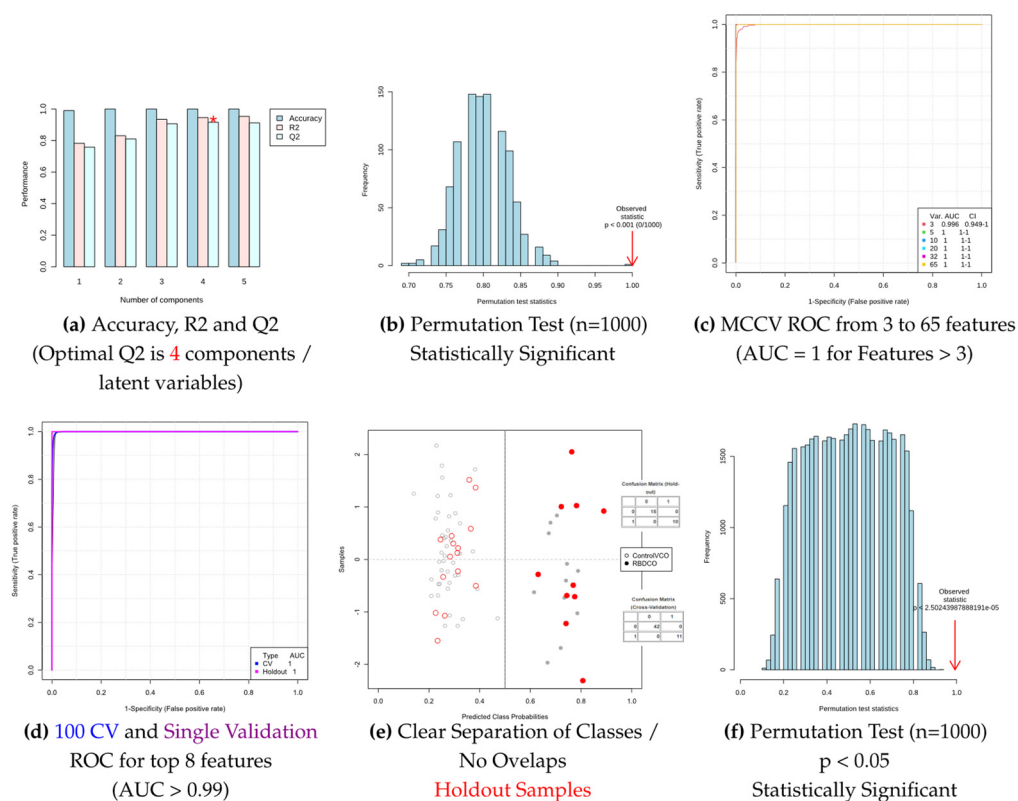 1.0
0.8
0.6
0.4
0.2
0.0
Performance
Accuracy
R2
Q2
*
1 2 3 4 5
Number of components
(a) Accuracy, R2 and Q2
(Optimal Q2 is 4 components /
latent variables)
150
100
50
0
Frequency
Observed
statistic
p < 0.001 (0/1000)
0.70 0.75 0.80 0.85 0.90 0.95 1.00
Permutation test statistics
(b) Permutation Test (n=1000)
Statistically Significant
1.0
0.8
0.6
0.4
0.2
0.0
Sensitivity (True positive rate)
Var. AUC CI
3 0.996 0.949-1
5 1 1-1
10 1 1-1
20 1 1-1
32 1 1-1
65 1 1-1
0.0 0.2 0.4 0.6 0.8 1.0
1-Specificity (False positive rate)
(c) MCCV ROC from 3 to 65 features
(AUC = 1 for Features > 3)
1.0
0.8
0.6
0.4
0.2
0.0
Sensitivity (True positive rate)
Type AUC
CV 1
Holdout 1
0.0 0.2 0.4 0.6 0.8 1.0
1-Specificity (False positive rate)
(d) 100 CV and Single Validation
ROC for top 8 features
(AUC > 0.99)
2
1
0
-1
-2
Samples
Confusion Matrix (Hold-
out)
1
0
1 0
ControlVCO
RBDCO
Confusion Matrix
(Cross-Validation)
0 1
0 42 0
1 0 11
0.0 0.2 0.4 0.6 0.8 1.0
Predicted Class Probabilities
(e) Clear Separation of Classes /
No Ovelaps
Holdout Samples
1500
1000
500
0
Frequency
Observed
statistic
p < 2.50243987888191e-05
0.2 0.4 0.6 0.8 1.0
Permutation test statistics
(f) Permutation Test (n=1000)
p < 0.05
Statistically Significant